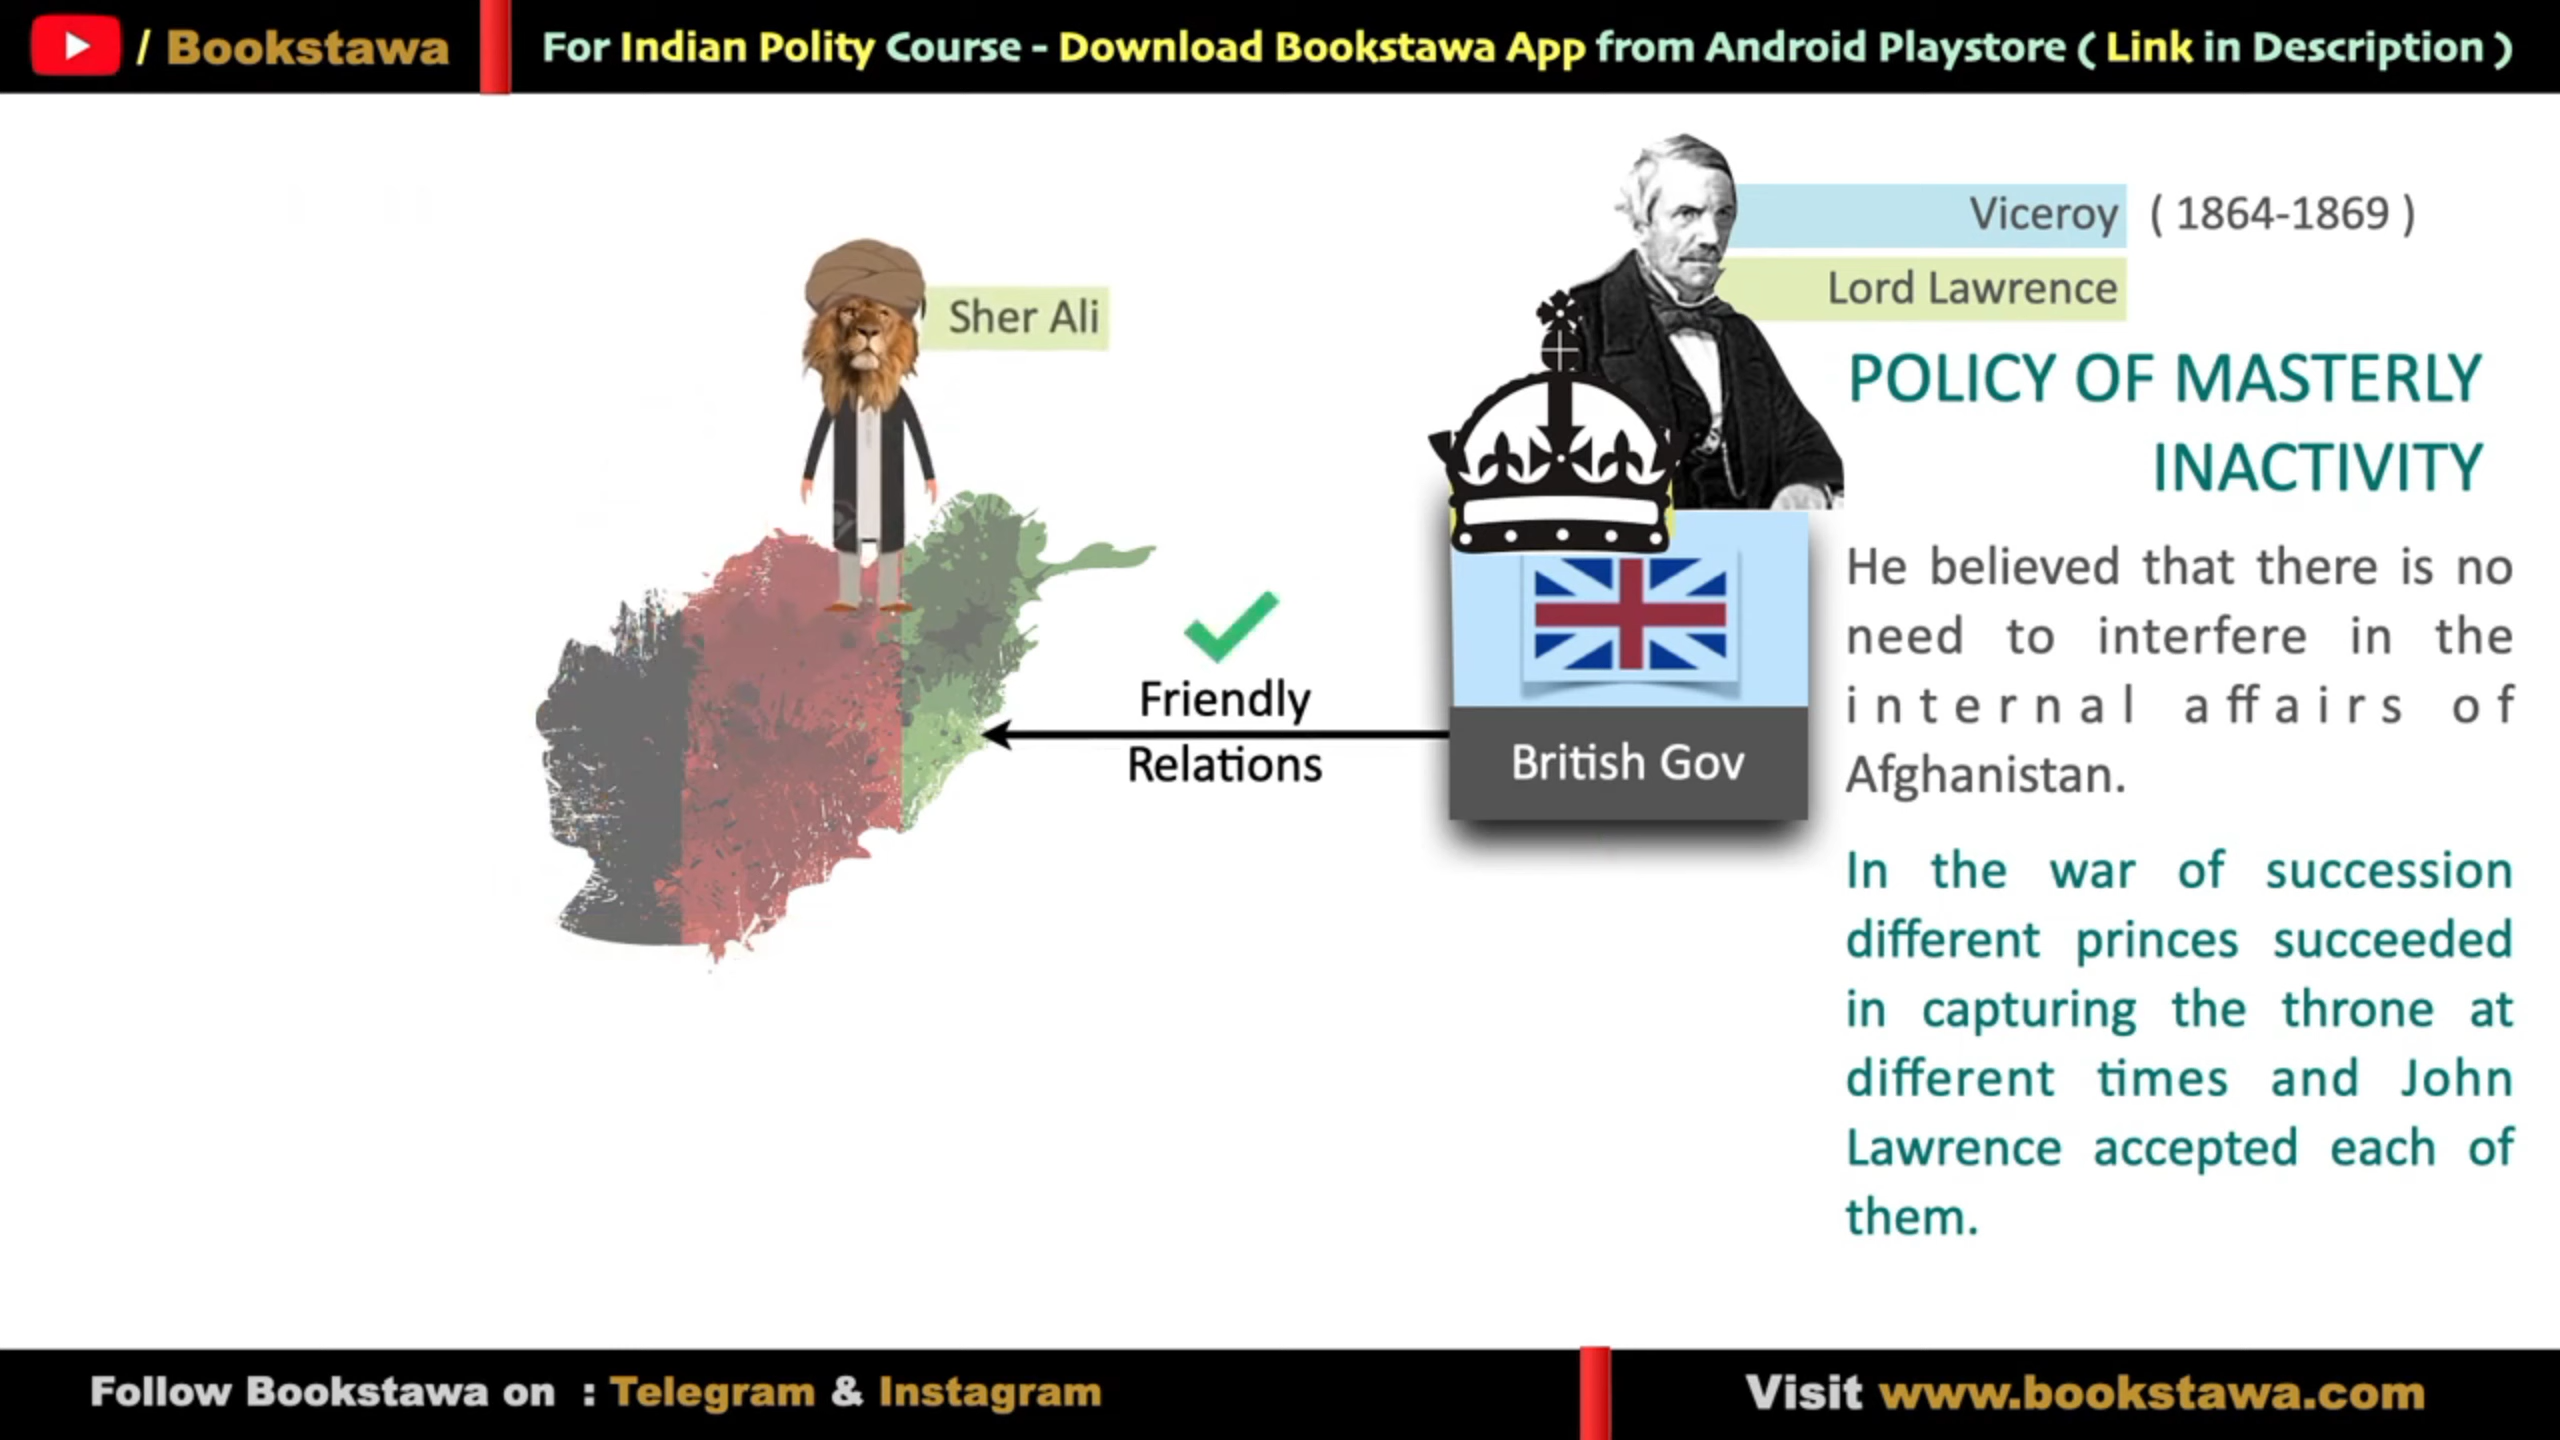 / Bookstawa
For Indian Polity Course - Download Bookstawa App from Android Playstore ( Link in Description )
Viceroy ( 1864-1869 )
Lord Lawrence
Sher Ali
POLICY OF MASTERLY
INACTIVITY
He believed that there is no
need to interfere in the
internal affairs of
Afghanistan.
Friendly
Relations
British Gov
In the war of succession
different princes succeeded
in capturing the throne at
different times and John
Lawrence accepted each of
them.
Follow Bookstawa on : Telegram & Instagram
Visit www.bookstawa.com